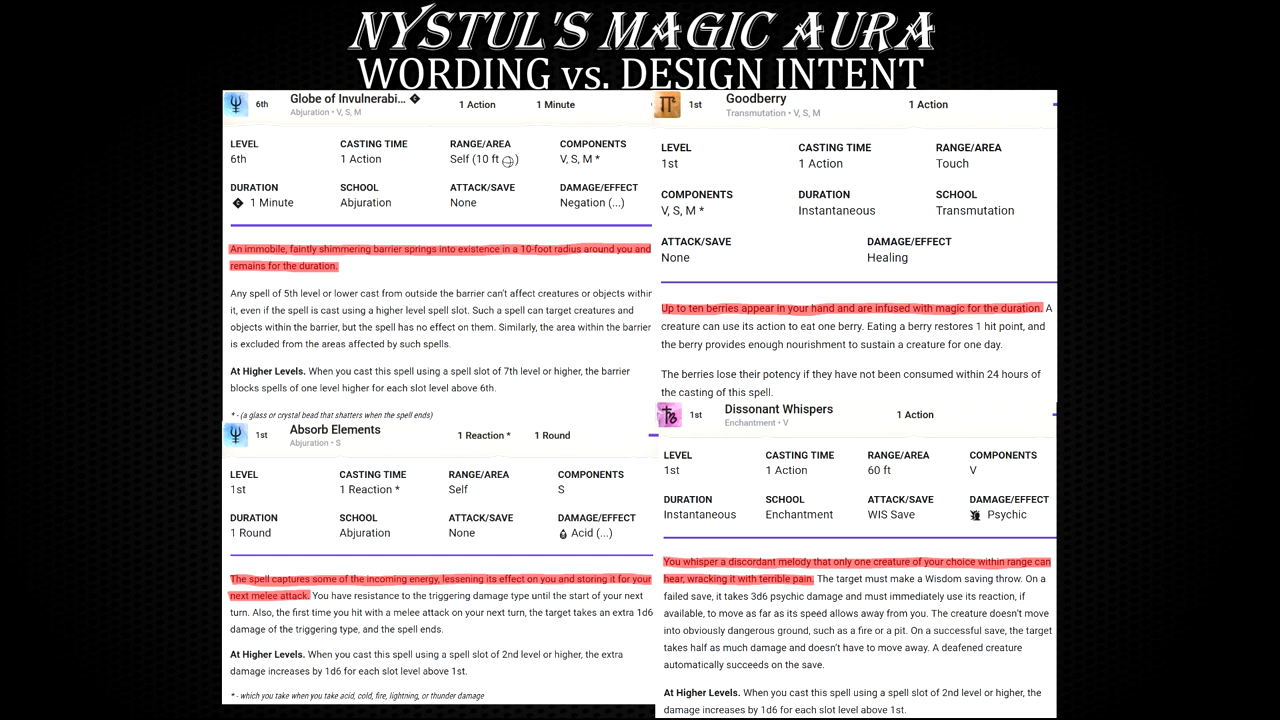 NYSTUL'S MAGIC AURA
WORDING vs. DESIGN INTENT
6th
Globe of Invulnerabi...
1 Action
1 Minute
Abjuration • V, S, M
LEVEL
CASTING TIME
RANGE/AREA
COMPONENTS
6th
1 Action
Self (10 ft )
V, S, M *
DURATION
SCHOOL
ATTACK/SAVE
DAMAGE/EFFECT
1 Minute
Abjuration
None
Negation (...)
An immobile, faintly shimmering barrier springs into existence in a 10-foot radius around you and
remains for the duration.
Any spell of 5th level or lower cast from outside the barrier can't affect creatures or objects within
it, even if the spell is cast using a higher level spell slot. Such a spell can target creatures and
objects within the barrier, but the spell has no effect on them. Similarly, the area within the barrier
is excluded from the areas affected by such spells.
At Higher Levels. When you cast this spell using a spell slot of 7th level or higher, the barrier
blocks spells of one level higher for each slot level above 6th.
* - (a glass or crystal bead that shatters when the spell ends)
1st
Absorb Elements
1 Reaction *
1 Round
Abjuration • S
LEVEL
CASTING TIME
RANGE/AREA
COMPONENTS
1st
1 Reaction *
Self
S
DURATION
SCHOOL
ATTACK/SAVE
DAMAGE/EFFECT
1 Round
Abjuration
None
Acid (...)
The spell captures some of the incoming energy, lessening its effect on you and storing it for your
next melee attack. You have resistance to the triggering damage type until the start of your next
turn. Also, the first time you hit with a melee attack on your next turn, the target takes an extra 1d6
damage of the triggering type, and the spell ends.
At Higher Levels. When you cast this spell using a spell slot of 2nd level or higher, the extra
damage increases by 1d6 for each slot level above 1st.
* - which you take when you take acid, cold, fire, lightning, or thunder damage
1st
Goodberry
1 Action
Transmutation • V, S, M
LEVEL
CASTING TIME
RANGE/AREA
1st
1 Action
Touch
COMPONENTS
DURATION
SCHOOL
V, S, M *
Instantaneous
Transmutation
ATTACK/SAVE
DAMAGE/EFFECT
None
Healing
Up to ten berries appear in your hand and are infused with magic for the duration. A
creature can use its action to eat one berry. Eating a berry restores 1 hit point, and
the berry provides enough nourishment to sustain a creature for one day.
The berries lose their potency if they have not been consumed within 24 hours of
the casting of this spell.
1st
Dissonant Whispers
1 Action
Enchantment • V
LEVEL
CASTING TIME
RANGE/AREA
COMPONENTS
1st
1 Action
60 ft
V
DURATION
SCHOOL
ATTACK/SAVE
DAMAGE/EFFECT
Instantaneous
Enchantment
WIS Save
Psychic
You whisper a discordant melody that only one creature of your choice within range can
hear, wracking it with terrible pain. The target must make a Wisdom saving throw. On a
failed save, it takes 3d6 psychic damage and must immediately use its reaction, if
available, to move as far as its speed allows away from you. The creature doesn't move
into obviously dangerous ground, such as a fire or a pit. On a successful save, the target
takes half as much damage and doesn't have to move away. A deafened creature
automatically succeeds on the save.
At Higher Levels. When you cast this spell using a spell slot of 2nd level or higher, the
damage increases by 1d6 for each slot level above 1st.